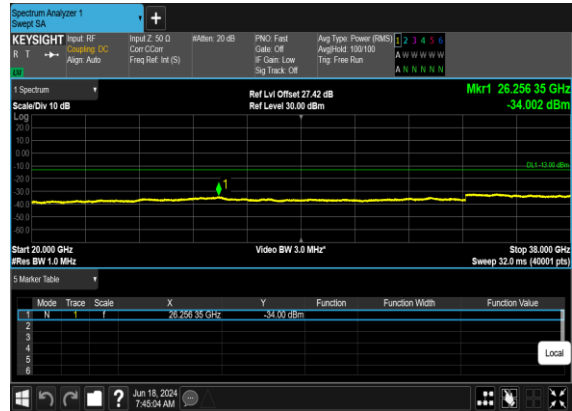 Spectrum Analyzer 1
Swept SA
KEYSIGHT Input: RF Input Z: 50 Ω #Atten: 20 dB PNO: Fast Avg Type: Power (RMS) 1 2 3 4 5 6
R T Coupling: DC Corr CCorr Gate: Off Avg|Hold: 100/100 A W W W W W
Align: Auto Freq Ref: Int (S) IF Gain: Low Trig: Free Run
Sig Track: Off A N N N N N
1 Spectrum Ref Lvl Offset 27.42 dB Mkr1 26.256 35 GHz
Scale/Div 10 dB Ref Level 30.00 dBm -34.002 dBm
Log
20.0
10.0
0.00
-10.0 DL1 -13.00 dBm
-20.0
-30.0 1
-40.0
-50.0
-60.0
Start 20.000 GHz Video BW 3.0 MHz* Stop 38.000 GHz
#Res BW 1.0 MHz Sweep 32.0 ms (40001 pts)
5 Marker Table
Mode Trace Scale X Y Function Function Width Function Value
1 N 1 f 26.256 35 GHz -34.00 dBm
2
3
4
5
6
Local
? Jun 18, 2024
7:45:04 AM